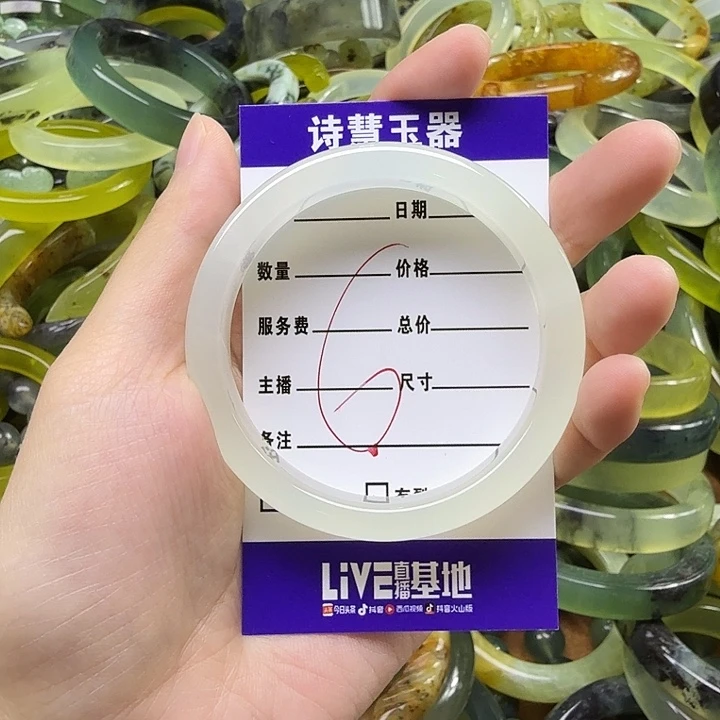 诗慧玉器
日期
数量 价格
服务费 总价
主播 尺寸
6
备注
LiVE直播基地
今日头条 抖音 西瓜视频 抖音火山版